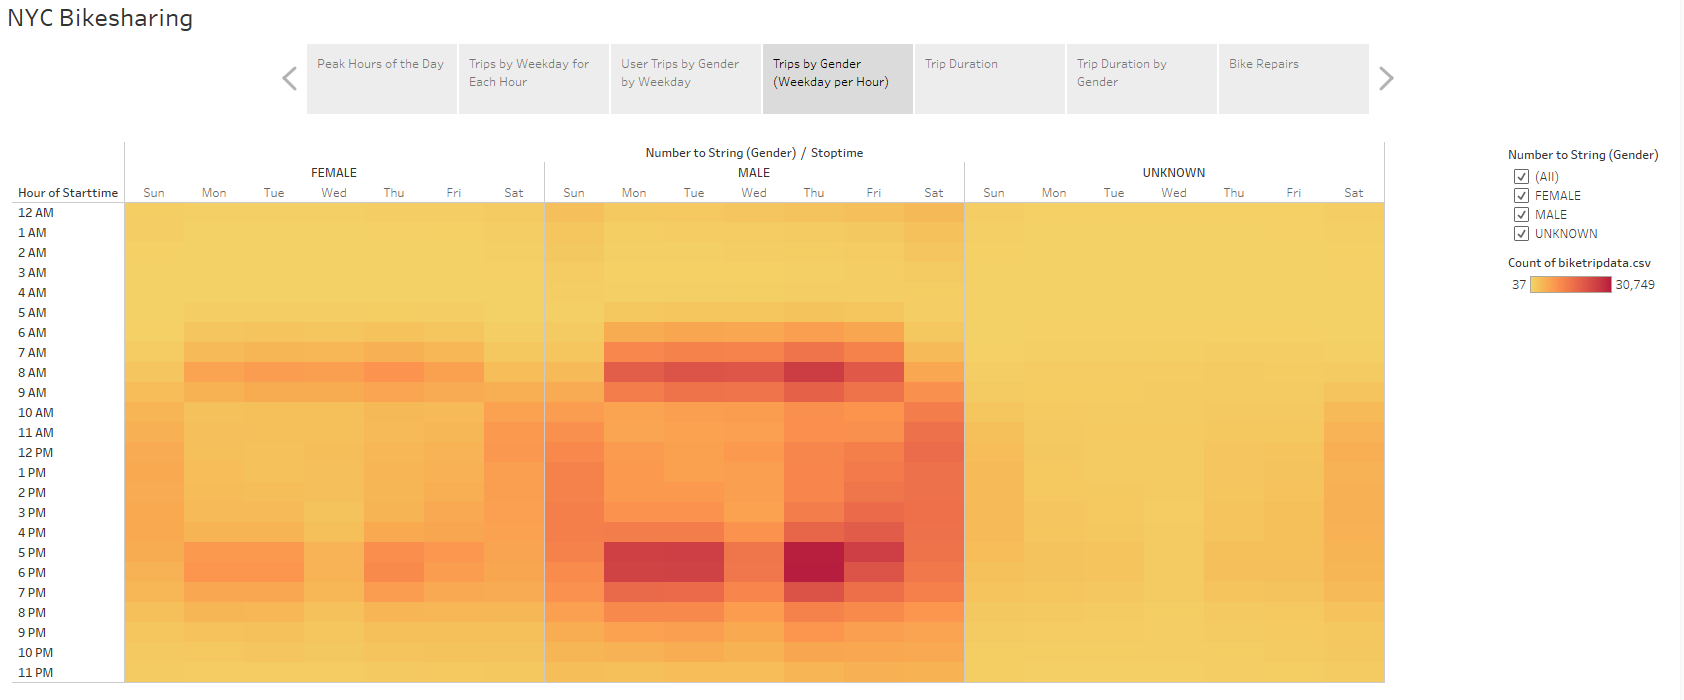 NYC Bikesharing
Peak Hours of the Day
Trips by Weekday for
Each Hour
User Trips by Gender
by Weekday
Trips by Gender
(Weekday per Hour)
Trip Duration
Trip Duration by
Gender
Bike Repairs
Number to String (Gender) / Stoptime
FEMALE MALE UNKNOWN
Hour of Starttime Sun Mon Tue Wed Thu Fri Sat Sun Mon Tue Wed Thu Fri Sat Sun Mon Tue Wed Thu Fri Sat
12 AM
1 AM
2 AM
3 AM
4 AM
5 AM
6 AM
7 AM
8 AM
9 AM
10 AM
11 AM
12 PM
1 PM
2 PM
3 PM
4 PM
5 PM
6 PM
7 PM
8 PM
9 PM
10 PM
11 PM
Number to String (Gender)
(All)
FEMALE
MALE
UNKNOWN
Count of biketripdata.csv
37 30,749